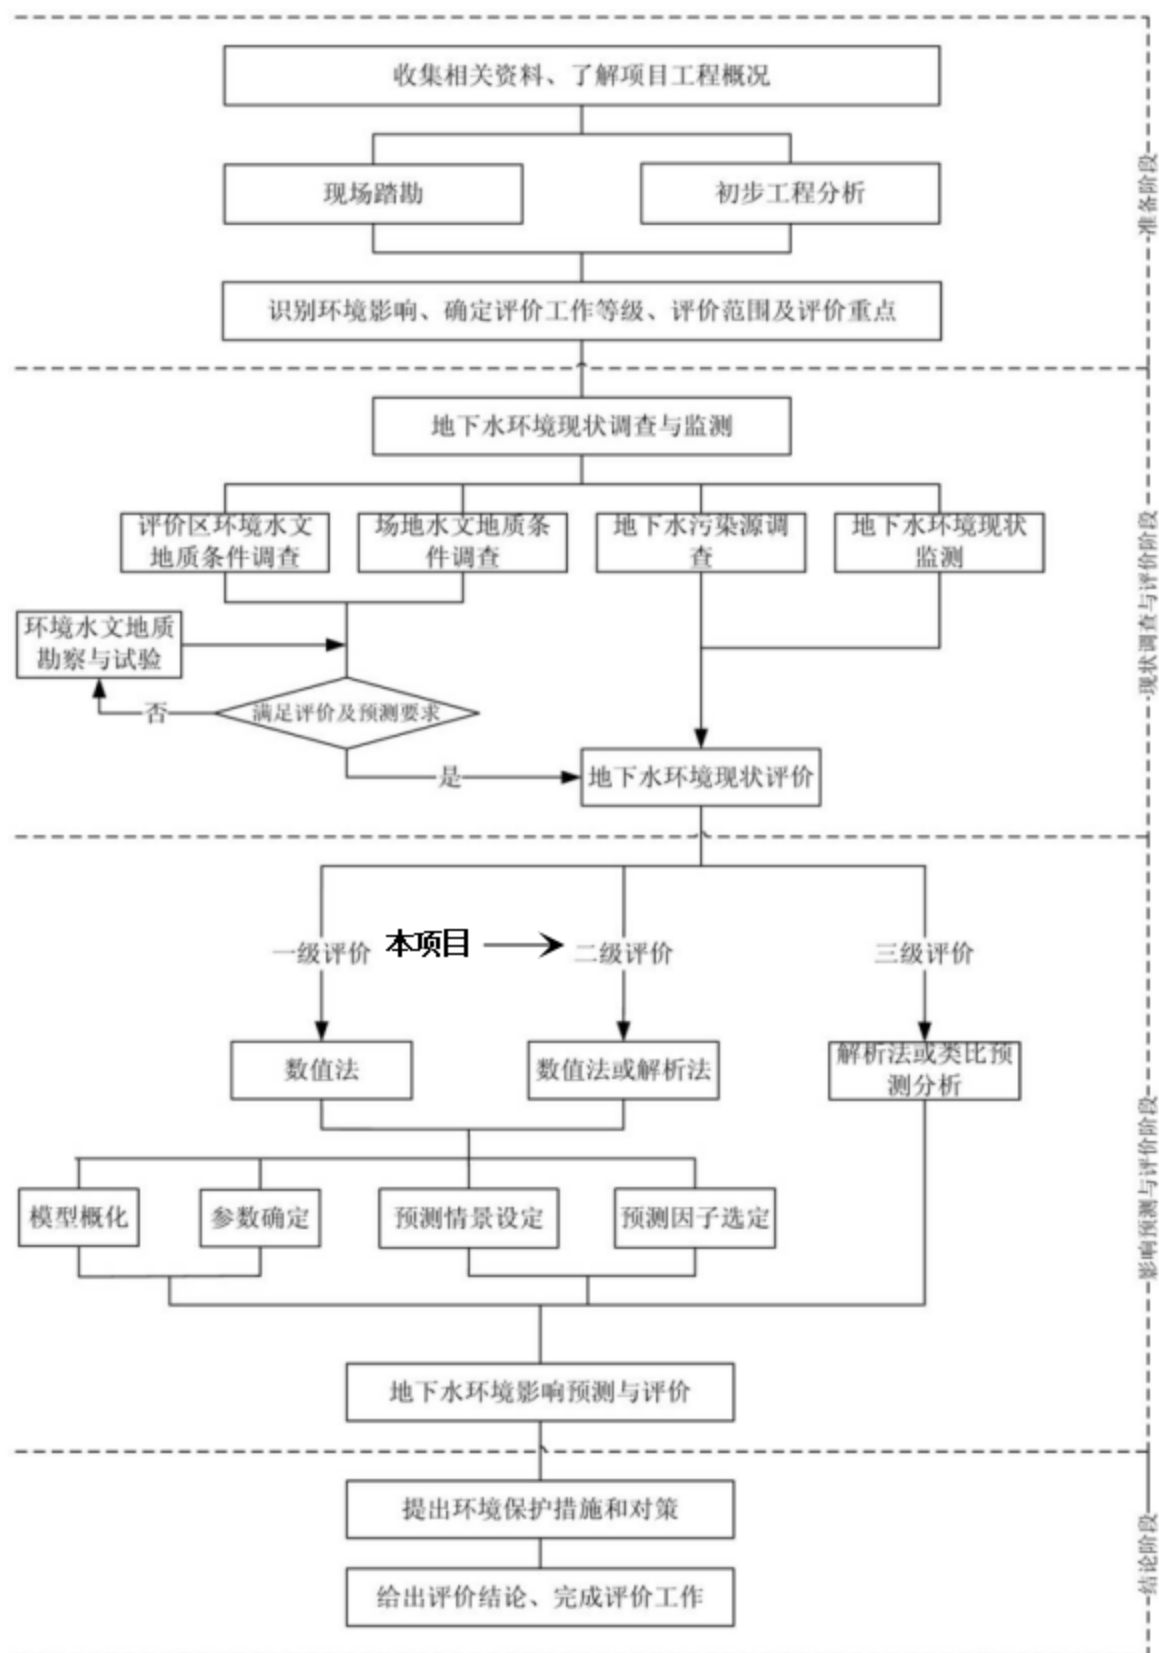 收集相关资料、了解项目工程概况
现场踏勘
初步工程分析
识别环境影响、确定评价工作等级、评价范围及评价重点
准备阶段
地下水环境现状调查与监测
评价区环境水文
地质条件调查
场地水文地质条
件调查
地下水污染源调
查
地下水环境现状
监测
环境水文地质
勘察与试验
否
满足评价及预测要求
是
地下水环境现状评价
现状调查与评价阶段
一级评价
本项目
二级评价
三级评价
数值法
数值法或解析法
解析法或类比预
测分析
模型概化
参数确定
预测情景设定
预测因子选定
地下水环境影响预测与评价
影响预测与评价阶段
提出环境保护措施和对策
给出评价结论、完成评价工作
结论阶段